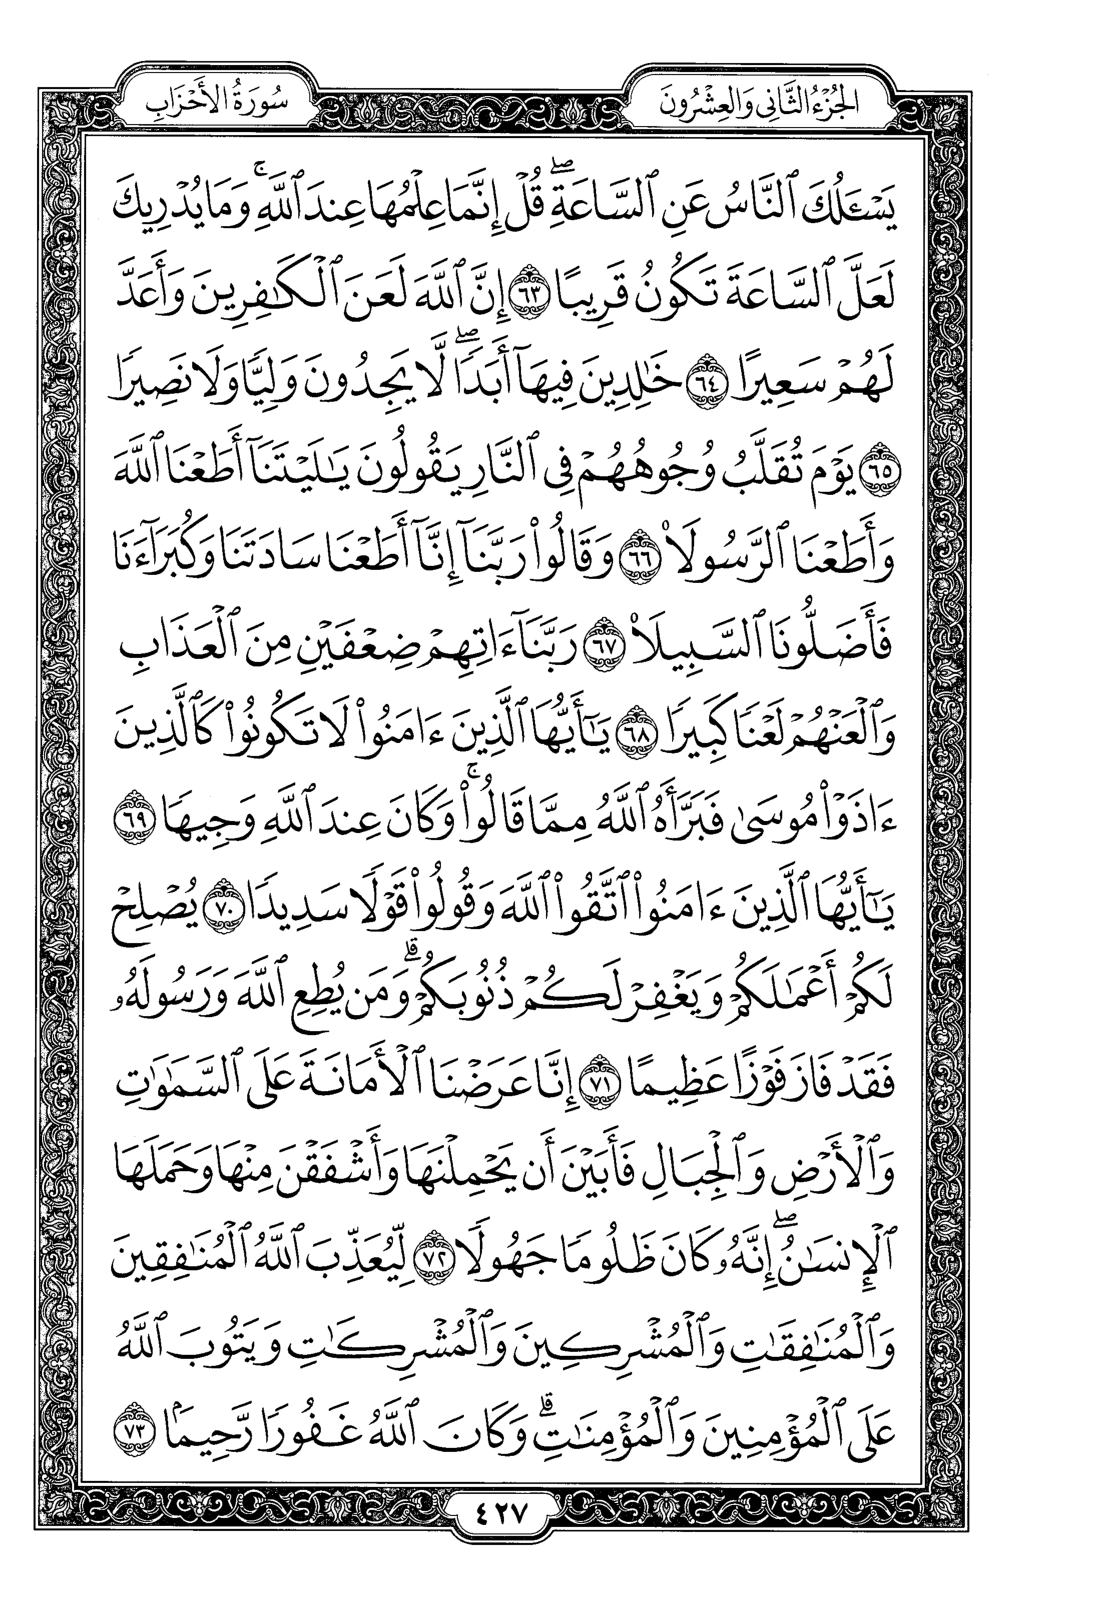 الجُزْءُ الثَّانِي وَالعِشْرُونَ
سُورَةُ الأَحْزَابِ
يَسْـَٔلُكَ ٱلنَّاسُ عَنِ ٱلسَّاعَةِۖ قُلْ إِنَّمَا عِلْمُهَا عِندَ ٱللَّهِۚ وَمَا يُدْرِيكَ
لَعَلَّ ٱلسَّاعَةَ تَكُونُ قَرِيبًا ٦٣ إِنَّ ٱللَّهَ لَعَنَ ٱلْكَٰفِرِينَ وَأَعَدَّ
لَهُمْ سَعِيرًا ٦٤ خَٰلِدِينَ فِيهَآ أَبَدًاۖ لَّا يَجِدُونَ وَلِيًّا وَلَا نَصِيرًا
٦٥ يَوْمَ تُقَلَّبُ وُجُوهُهُمْ فِى ٱلنَّارِ يَقُولُونَ يَٰلَيْتَنَآ أَطَعْنَا ٱللَّهَ
وَأَطَعْنَا ٱلرَّسُولَا۠ ٦٦ وَقَالُوا۟ رَبَّنَآ إِنَّآ أَطَعْنَا سَادَتَنَا وَكُبَرَآءَنَا
فَأَضَلُّونَا ٱلسَّبِيلَا۠ ٦٧ رَبَّنَآ ءَاتِهِمْ ضِعْفَيْنِ مِنَ ٱلْعَذَابِ
وَٱلْعَنْهُمْ لَعْنًا كَبِيرًا ٦٨ يَٰٓأَيُّهَا ٱلَّذِينَ ءَامَنُوا۟ لَا تَكُونُوا۟ كَٱلَّذِينَ
ءَاذَوْا۟ مُوسَىٰ فَبَرَّأَهُ ٱللَّهُ مِمَّا قَالُوا۟ۚ وَكَانَ عِندَ ٱللَّهِ وَجِيهًا ٦٩
يَٰٓأَيُّهَا ٱلَّذِينَ ءَامَنُوا۟ ٱتَّقُوا۟ ٱللَّهَ وَقُولُوا۟ قَوْلًا سَدِيدًا ٧٠ يُصْلِحْ
لَكُمْ أَعْمَٰلَكُمْ وَيَغْفِرْ لَكُمْ ذُنُوبَكُمْۗ وَمَن يُطِعِ ٱللَّهَ وَرَسُولَهُۥ
فَقَدْ فَازَ فَوْزًا عَظِيمًا ٧١ إِنَّا عَرَضْنَا ٱلْأَمَانَةَ عَلَى ٱلسَّمَٰوَٰتِ
وَٱلْأَرْضِ وَٱلْجِبَالِ فَأَبَيْنَ أَن يَحْمِلْنَهَا وَأَشْفَقْنَ مِنْهَا وَحَمَلَهَا
ٱلْإِنسَٰنُۖ إِنَّهُۥ كَانَ ظَلُومًا جَهُولًا ٧٢ لِّيُعَذِّبَ ٱللَّهُ ٱلْمُنَٰفِقِينَ
وَٱلْمُنَٰفِقَٰتِ وَٱلْمُشْرِكِينَ وَٱلْمُشْرِكَٰتِ وَيَتُوبَ ٱللَّهُ
عَلَى ٱلْمُؤْمِنِينَ وَٱلْمُؤْمِنَٰتِۗ وَكَانَ ٱللَّهُ غَفُورًا رَّحِيمًۢا ٧٣
٤٢٧